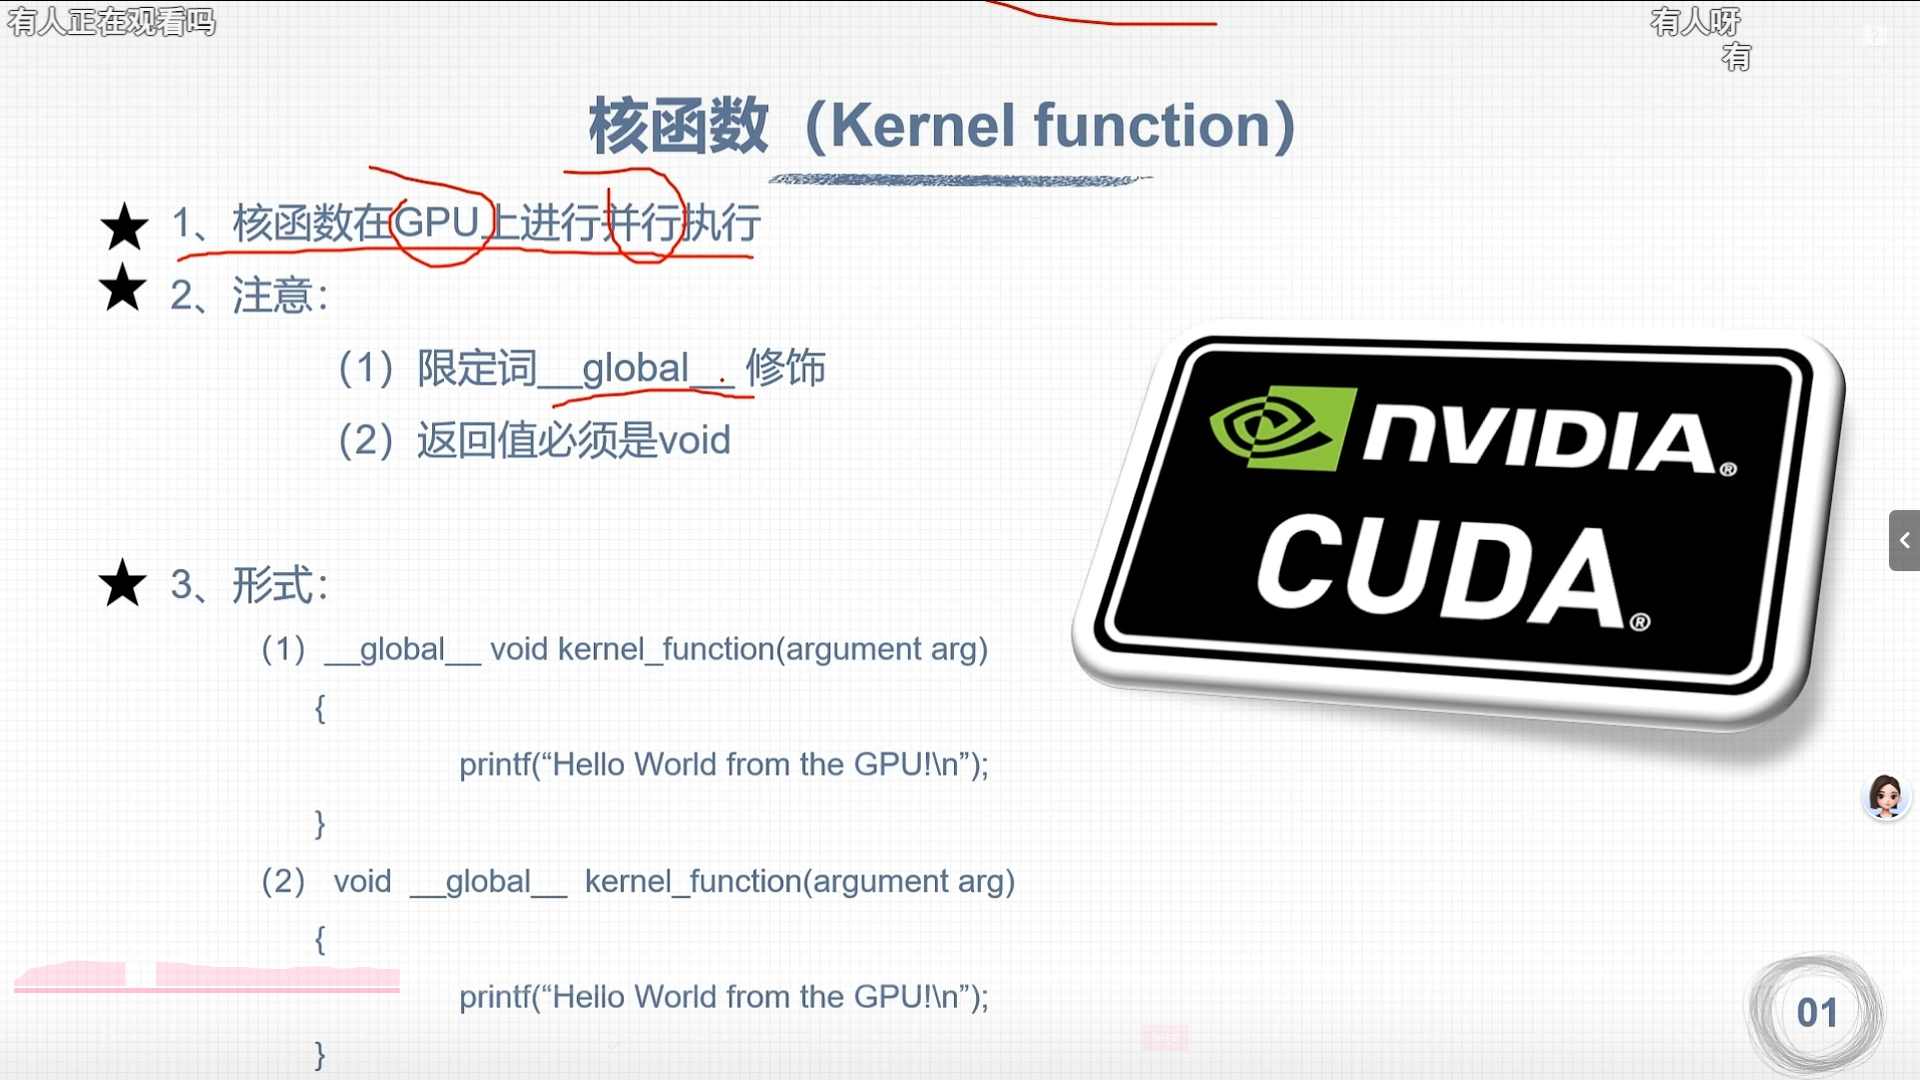 有人正在观看吗
有人呀
有
核函数（Kernel function）
★ 1、核函数在GPU上进行并行执行
★ 2、注意：
（1）限定词__global__ 修饰
（2）返回值必须是void
★ 3、形式：
（1）__global__ void kernel_function(argument arg)
{
printf(“Hello World from the GPU!\n”);
}
（2） void __global__ kernel_function(argument arg)
{
printf(“Hello World from the GPU!\n”);
}
NVIDIA®
CUDA®
01